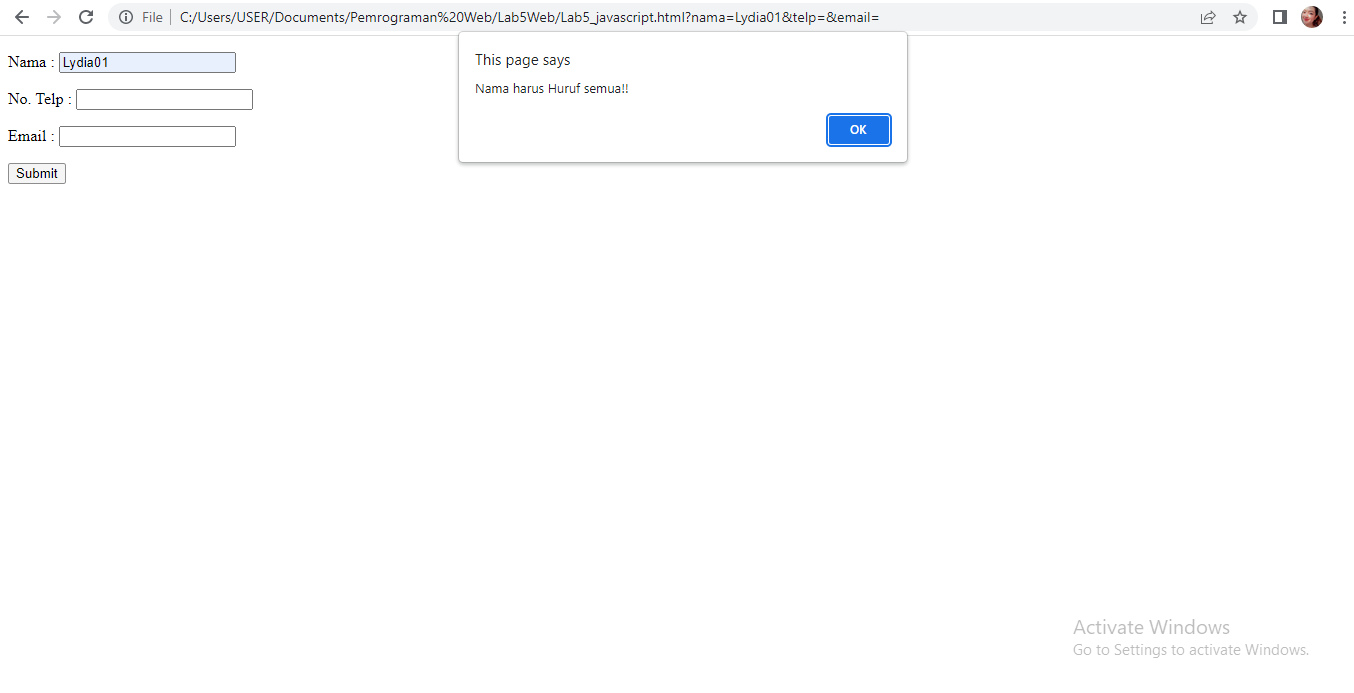 File C:/Users/USER/Documents/Pemrograman%20Web/Lab5Web/Lab5_javascript.html?nama=Lydia01&telp=&email=
This page says
Nama harus Huruf semua!!
OK
Nama : Lydia01
No. Telp :
Email :
Submit
Activate Windows
Go to Settings to activate Windows.